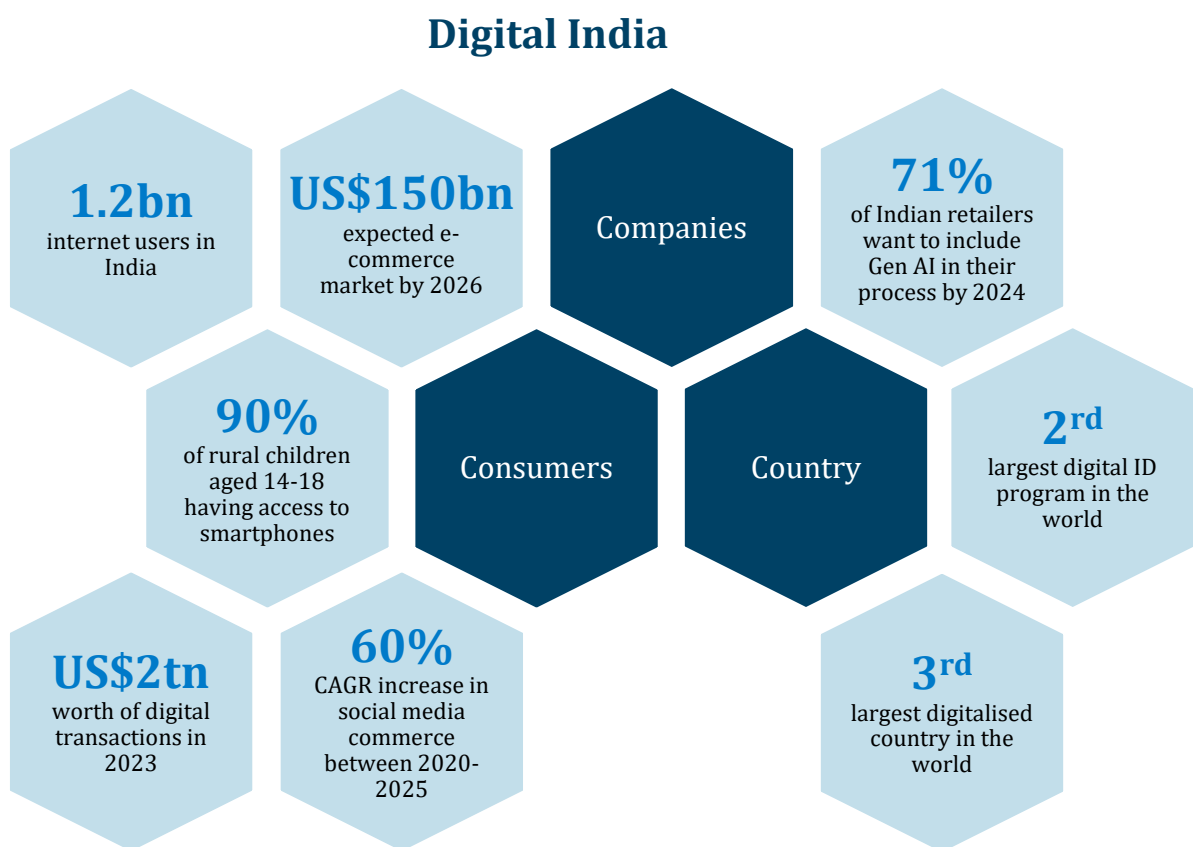 Digital India
1.2bn
internet users in
India
US$150bn
expected e-
commerce
market by 2026
Companies
71%
of Indian retailers
want to include
Gen AI in their
process by 2024
90%
of rural children
aged 14-18
having access to
smartphones
Consumers
Country
2rd
largest digital ID
program in the
world
US$2tn
worth of digital
transactions in
2023
60%
CAGR increase in
social media
commerce
between 2020-
2025
3rd
largest digitalised
country in the
world